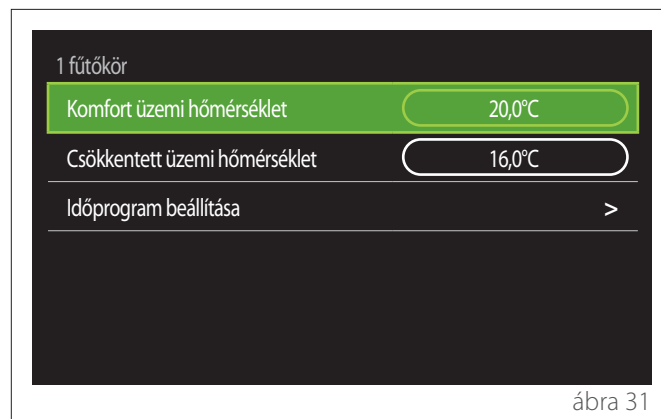 1 fűtőkör
Komfort üzemi hőmérséklet 20,0°C
Csökkentett üzemi hőmérséklet 16,0°C
Időprogram beállítása >
ábra 31